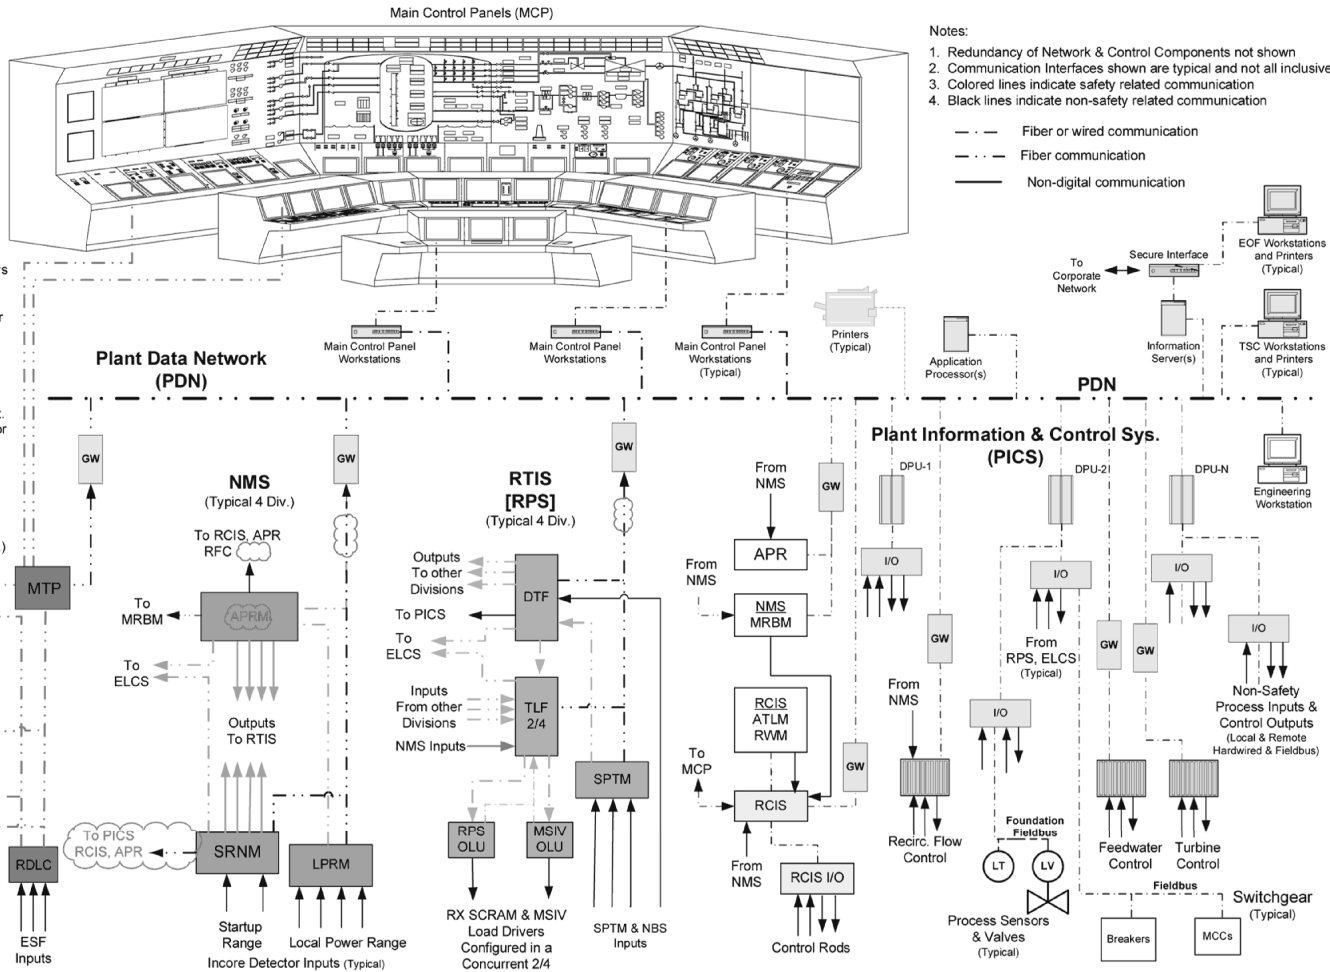 Main Control Panels (MCP)
Notes:
1. Redundancy of Network & Control Components not shown
2. Communication Interfaces shown are typical and not all inclusive
3. Colored lines indicate safety related communication
4. Black lines indicate non-safety related communication
Fiber or wired communication
Fiber communication
Non-digital communication
EOF Workstations
and Printers
(Typical)
Secure Interface
To
Corporate
Network
Information
Server(s)
TSC Workstations
and Printers
(Typical)
Main Control Panel
Workstations
Main Control Panel
Workstations
Main Control Panel
Workstations
(Typical)
Printers
(Typical)
Application
Processor(s)
Plant Data Network
(PDN)
PDN
Plant Information & Control Sys.
(PICS)
Engineering
Workstation
GW
NMS
(Typical 4 Div.)
GW
RTIS
[RPS]
(Typical 4 Div.)
GW
From
NMS
GW
DPU-1
DPU-2
DPU-N
To RCIS, APR
RFC
MTP
To
MRBM
APRM
To
ELCS
Outputs
To RTIS
To PICS
RCIS, APR
RDLC
SRNM
LPRM
ESF
Inputs
Startup
Range
Local Power Range
Incore Detector Inputs (Typical)
Outputs
To other
Divisions
DTF
To PICS
To
ELCS
Inputs
From other
Divisions
TLF
2/4
NMS Inputs
SPTM
RPS
OLU
MSIV
OLU
RX SCRAM & MSIV
Load Drivers
Configured in a
Concurrent 2/4
SPTM & NBS
Inputs
APR
From
NMS
NMS
MRBM
RCIS
ATLM
RWM
To
MCP
RCIS
GW
From
NMS
RCIS I/O
Control Rods
I/O
GW
From
NMS
Recirc. Flow
Control
I/O
From
RPS, ELCS
(Typical)
I/O
GW
GW
I/O
I/O
Non-Safety
Process Inputs &
Control Outputs
(Local & Remote
Hardwired & Fieldbus)
Foundation
Fieldbus
LT
LV
Process Sensors
& Valves
(Typical)
Feedwater
Control
Turbine
Control
Fieldbus
Switchgear
(Typical)
Breakers
MCCs